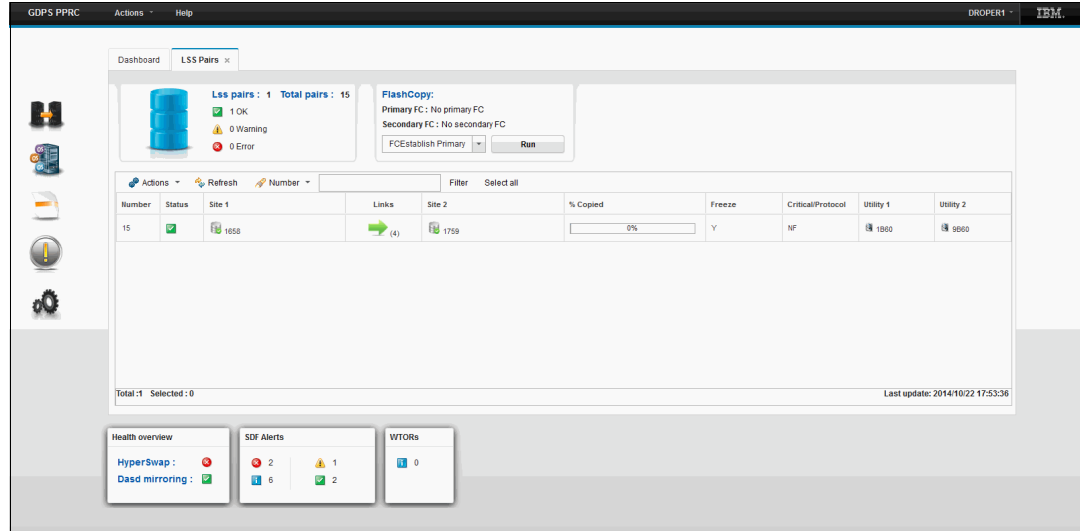 GDPS PPRC Actions Help DROPER1 IBM.
Dashboard LSS Pairs ×
Lss pairs : 1 Total pairs : 15
1 OK
0 Warning
0 Error
FlashCopy:
Primary FC : No primary FC
Secondary FC : No secondary FC
FCEstablish Primary Run
Actions Refresh Number Filter Select all
Number Status Site 1 Links Site 2 % Copied Freeze Critical/Protocol Utility 1 Utility 2
15 1658 (4) 1759 0% Y NF 1B60 9B60
Total :1 Selected : 0 Last update: 2014/10/22 17:53:36
Health overview
HyperSwap :
Dasd mirroring :
SDF Alerts
2 1
6 2
WTORs
0